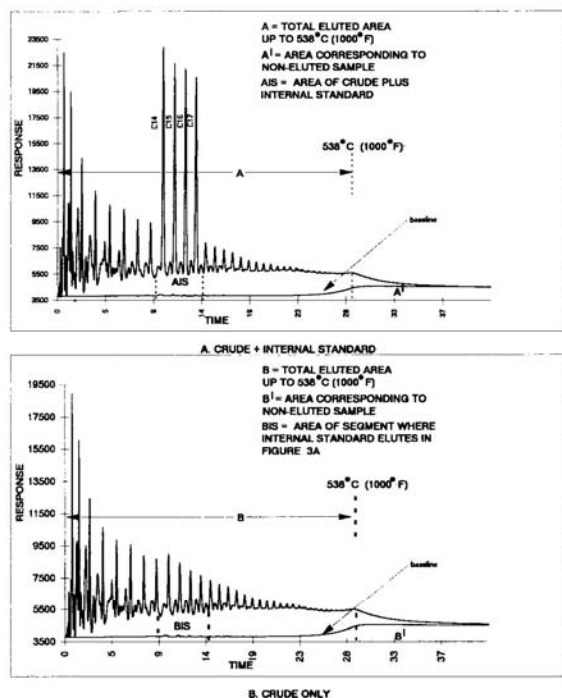 A = TOTAL ELUTED AREA
UP TO 538°C (1000°F)
A^I = AREA CORRESPONDING TO
NON-ELUTED SAMPLE
AIS = AREA OF CRUDE PLUS
INTERNAL STANDARD
23500
21500
19500
17500
15500
13500
11500
9500
7500
5500
3500
RESPONSE
C14
C15
C16
C17
538°C (1000°F)
A
baseline
AIS
A^I
0
5
9
14
19
23
28
33
TIME
A. CRUDE + INTERNAL STANDARD
B = TOTAL ELUTED AREA
UP TO 538°C (1000°F)
B^I = AREA CORRESPONDING TO
NON-ELUTED SAMPLE
BIS = AREA OF SEGMENT WHERE
INTERNAL STANDARD ELUTES IN
FIGURE 3A
19500
17500
15500
13500
11500
9500
7500
5500
3500
RESPONSE
538°C (1000°F)
B
baseline
BIS
B^I
0
5
9
14
19
23
28
33
37
TIME
B. CRUDE ONLY